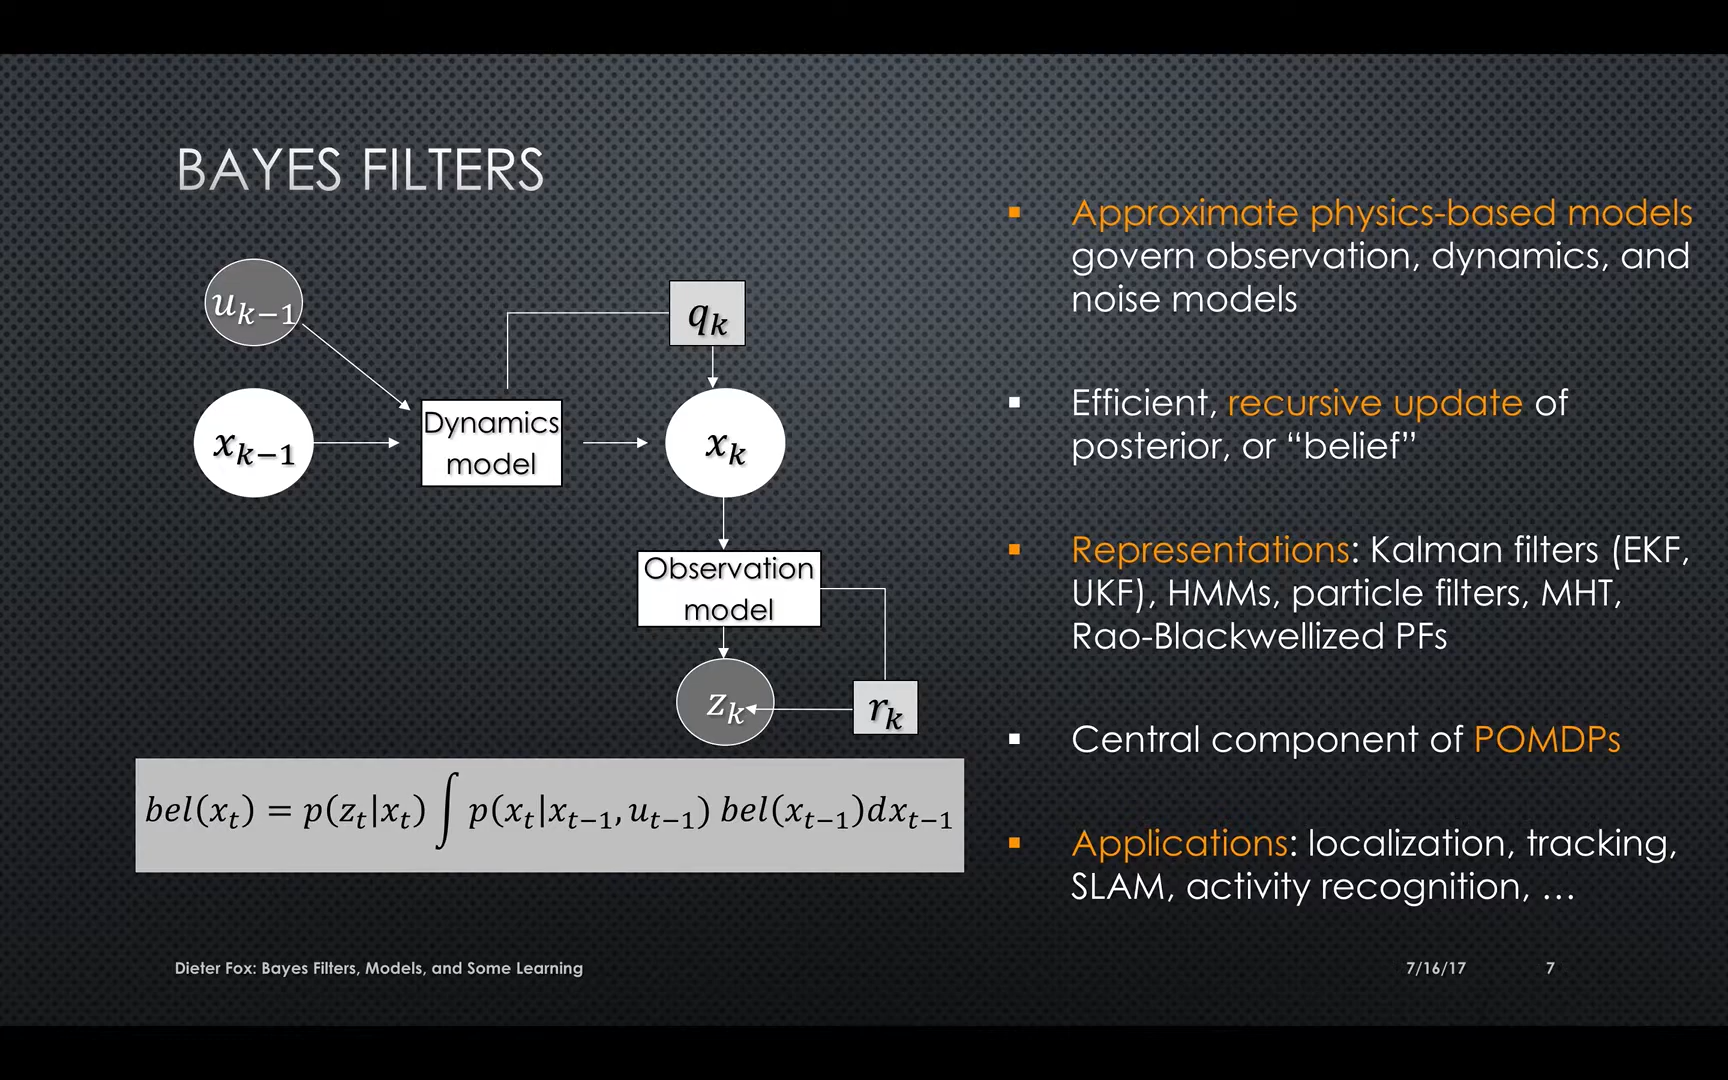 BAYES FILTERS
u_{k−1}
q_k
x_{k−1}
Dynamics
model
x_k
Observation
model
z_k
r_k
bel(x_t) = p(z_t|x_t) ∫ p(x_t|x_{t−1}, u_{t−1}) bel(x_{t−1})dx_{t−1}
▪ Approximate physics-based models
govern observation, dynamics, and
noise models
▪ Efficient, recursive update of
posterior, or “belief”
▪ Representations: Kalman filters (EKF,
UKF), HMMs, particle filters, MHT,
Rao-Blackwellized PFs
▪ Central component of POMDPs
▪ Applications: localization, tracking,
SLAM, activity recognition, …
Dieter Fox: Bayes Filters, Models, and Some Learning
7/16/17
7